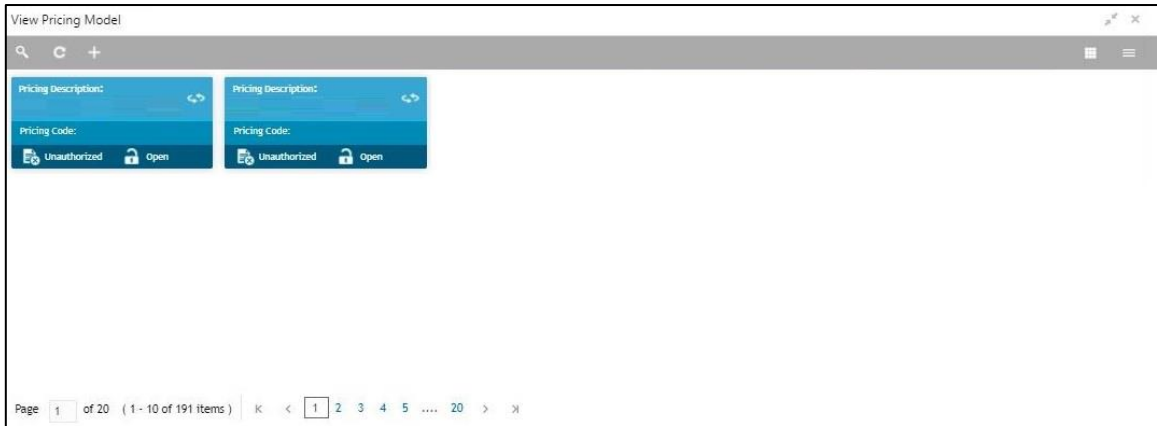 View Pricing Model
Pricing Description: Pricing Description:
Pricing Code: Pricing Code:
Unauthorized Open Unauthorized Open
Page 1 of 20 ( 1 - 10 of 191 items ) 1 2 3 4 5 .... 20